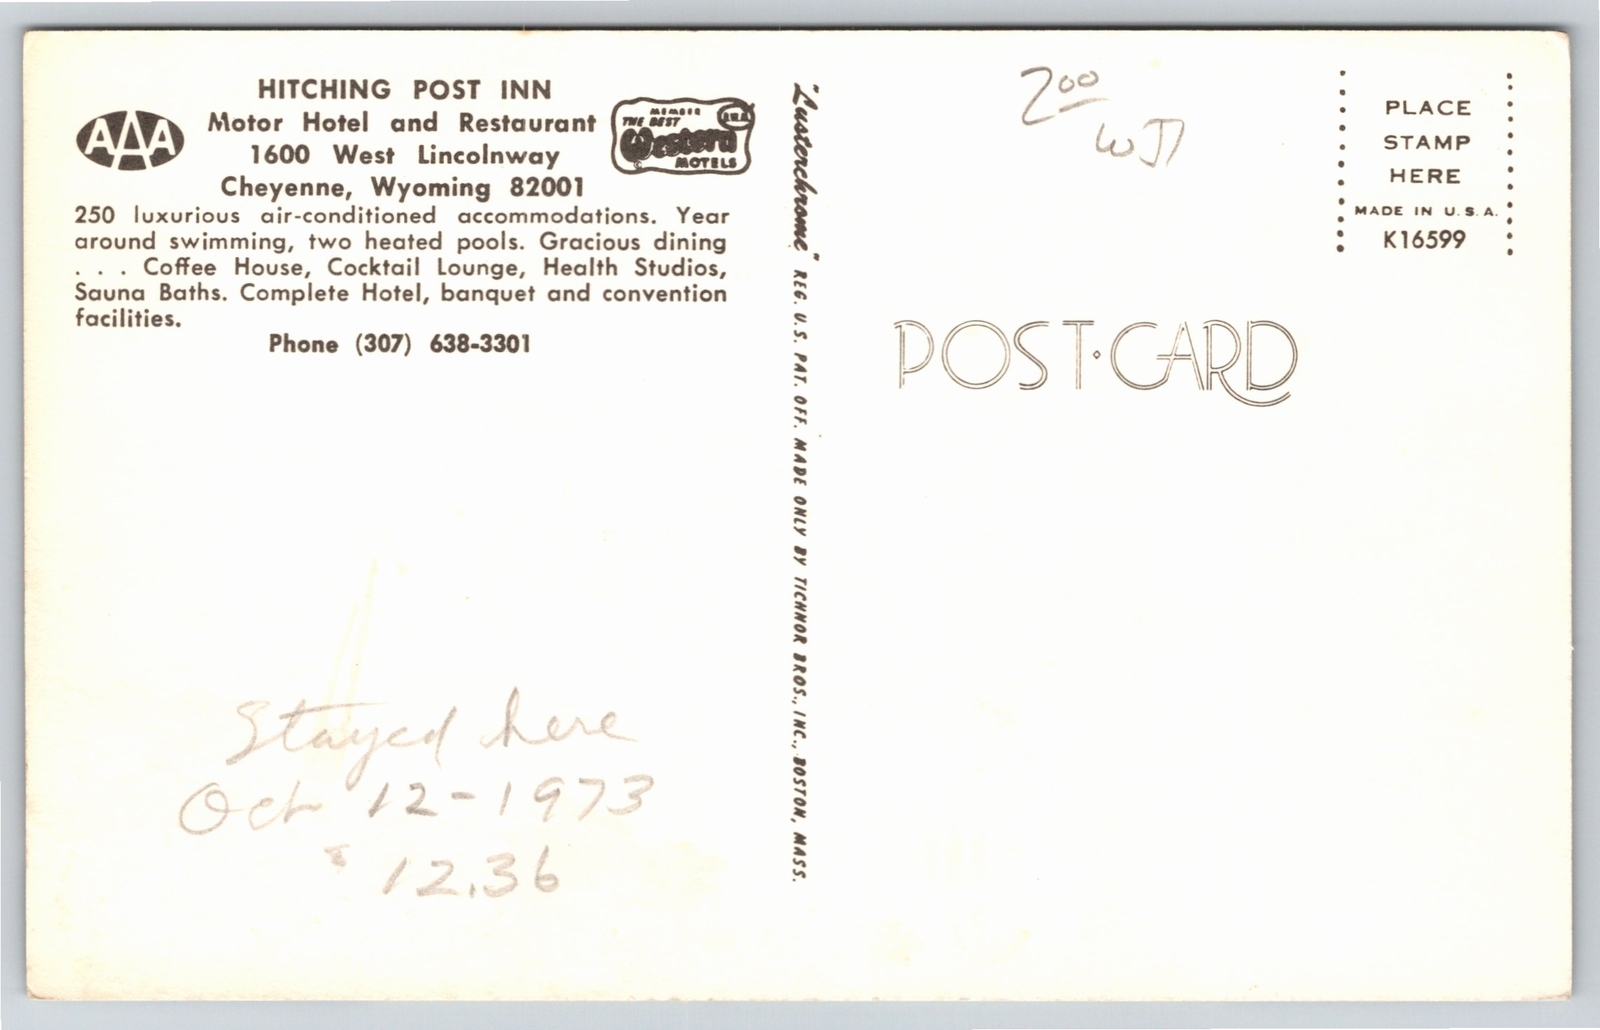 HITCHING POST INN
AAA
Motor Hotel and Restaurant
1600 West Lincolnway
Cheyenne, Wyoming 82001
MEMBER
THE BEST
Western
MOTELS
250 luxurious air-conditioned accommodations. Year
around swimming, two heated pools. Gracious dining
. . . Coffee House, Cocktail Lounge, Health Studios,
Sauna Baths. Complete Hotel, banquet and convention
facilities.
Phone (307) 638-3301
Stayed here
Oct 12-1973
$12.36
"Lusterchrome" REG. U.S. PAT. OFF. MADE ONLY BY TICHNOR BROS., INC., BOSTON, MASS.
200
PLACE
STAMP
HERE
MADE IN U.S.A.
K16599
POST·CARD